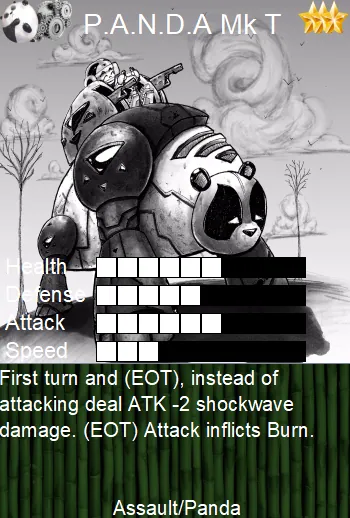 P.A.N.D.A Mk T
Health
Defense
Attack
Speed
First turn and (EOT), instead of
attacking deal ATK -2 shockwave
damage. (EOT) Attack inflicts Burn.
Assault/Panda